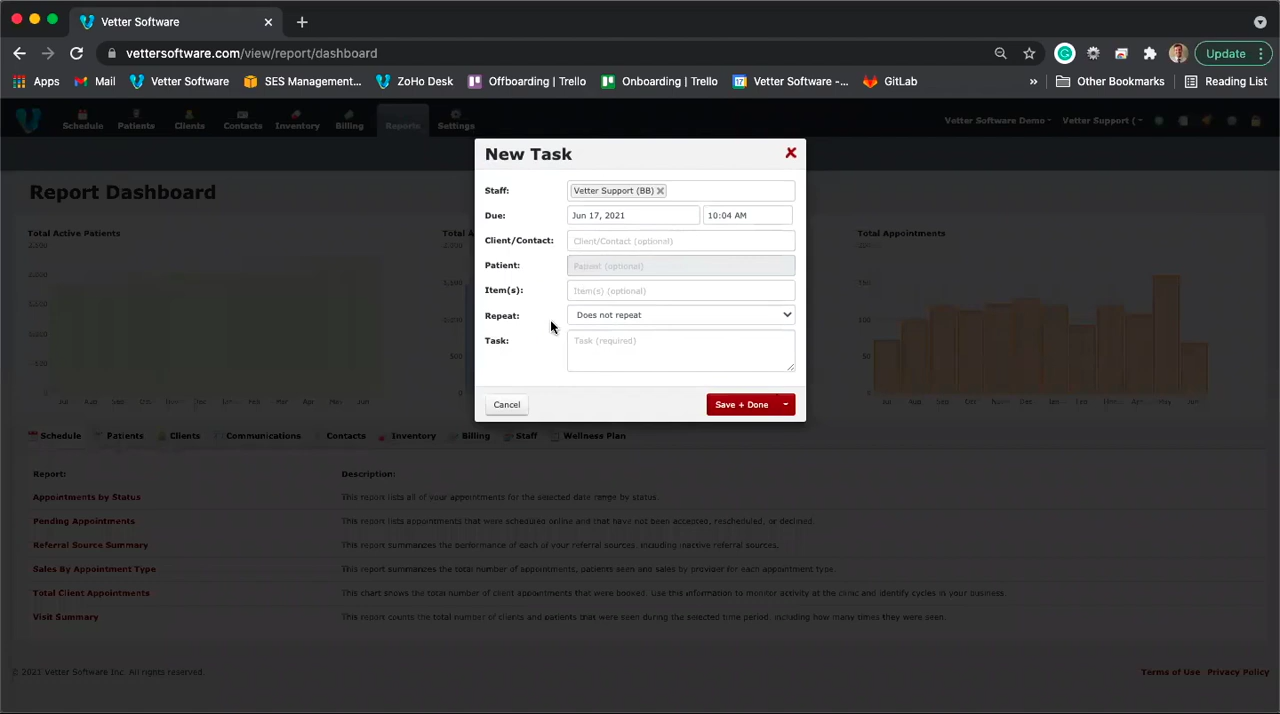 Vetter Software
vettersoftware.com/view/report/dashboard
Update
Apps
Mail
Vetter Software
SES Management...
ZoHo Desk
Offboarding | Trello
Onboarding | Trello
17
Vetter Software -...
GitLab
»
Other Bookmarks
Reading List
Schedule
Patients
Clients
Contacts
Inventory
Billing
Reports
Settings
Vetter Software Demo
Vetter Support (
Report Dashboard
New Task
Staff:
Vetter Support (BB)
Due:
Jun 17, 2021
10:04 AM
Client/Contact:
Client/Contact (optional)
Patient:
Patient (optional)
Item(s):
Item(s) (optional)
Repeat:
Does not repeat
Task:
Task (required)
Cancel
Save + Done
Total Active Patients
Total A
Total Appointments
Schedule
Patients
Clients
Communications
Contacts
Inventory
Billing
Staff
Wellness Plan
Report:
Description:
Appointments by Status
This report lists all of your appointments for the selected date range by status.
Pending Appointments
This report lists appointments that were scheduled online and that have not been accepted, rescheduled, or declined.
Referral Source Summary
This report summarizes the performance of each of your referral sources, including inactive referral sources.
Sales By Appointment Type
This report summarizes the total number of appointments, patients seen and sales by provider for each appointment type.
Total Client Appointments
This chart shows the total number of client appointments that were booked. Use this information to monitor activity at the clinic and identify cycles in your business.
Visit Summary
This report counts the total number of clients and patients that were seen during the selected time period, including how many times they were seen.
© 2021 Vetter Software Inc. All rights reserved.
Terms of Use
Privacy Policy